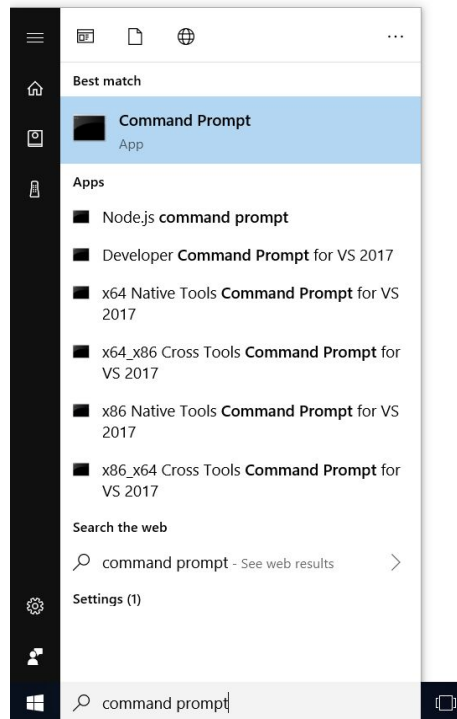 Best match
Command Prompt
App
Apps
Node.js command prompt
Developer Command Prompt for VS 2017
x64 Native Tools Command Prompt for VS
2017
x64_x86 Cross Tools Command Prompt for
VS 2017
x86 Native Tools Command Prompt for VS
2017
x86_x64 Cross Tools Command Prompt for
VS 2017
Search the web
command prompt - See web results
Settings (1)
command prompt